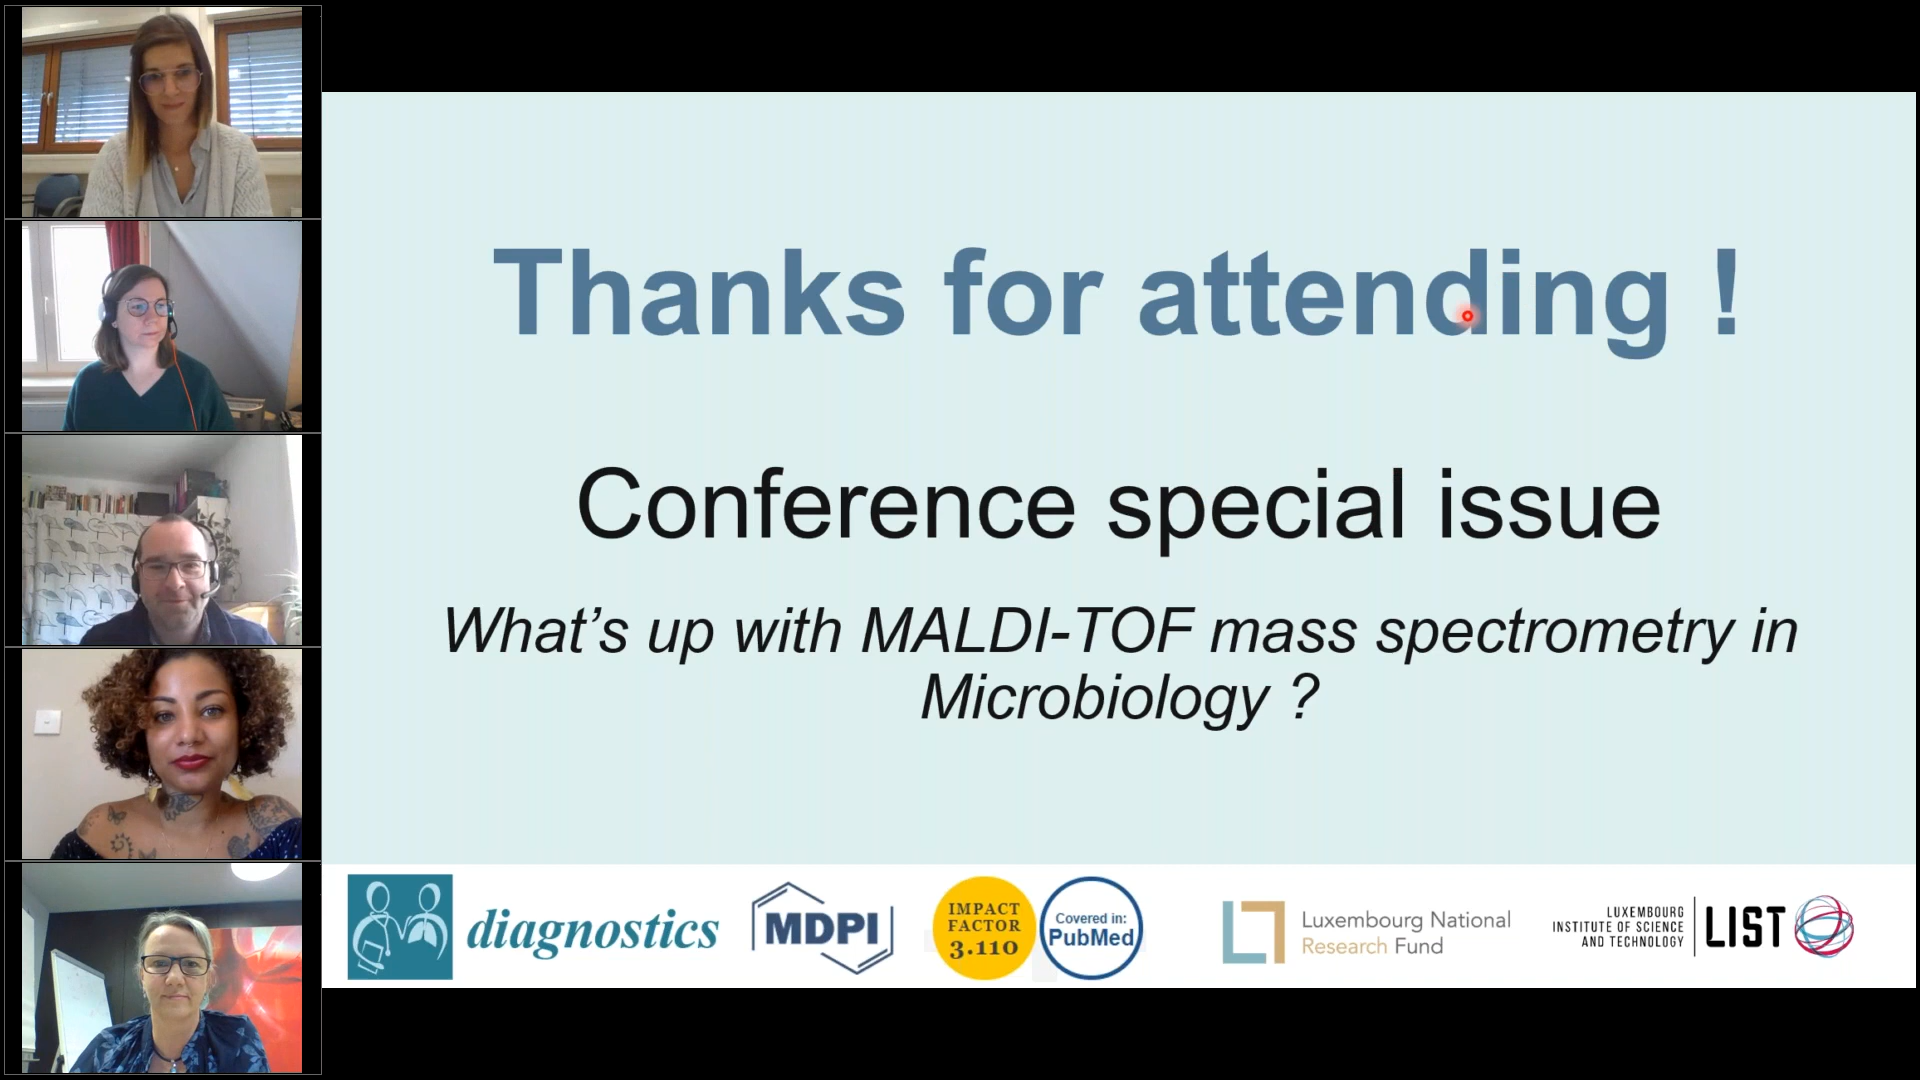 Thanks for attending !
Conference special issue
What's up with MALDI-TOF mass spectrometry in
Microbiology ?
diagnostics
MDPI
IMPACT
FACTOR
3.110
Covered in:
PubMed
Luxembourg National
Research Fund
LUXEMBOURG
INSTITUTE OF SCIENCE
AND TECHNOLOGY
LIST